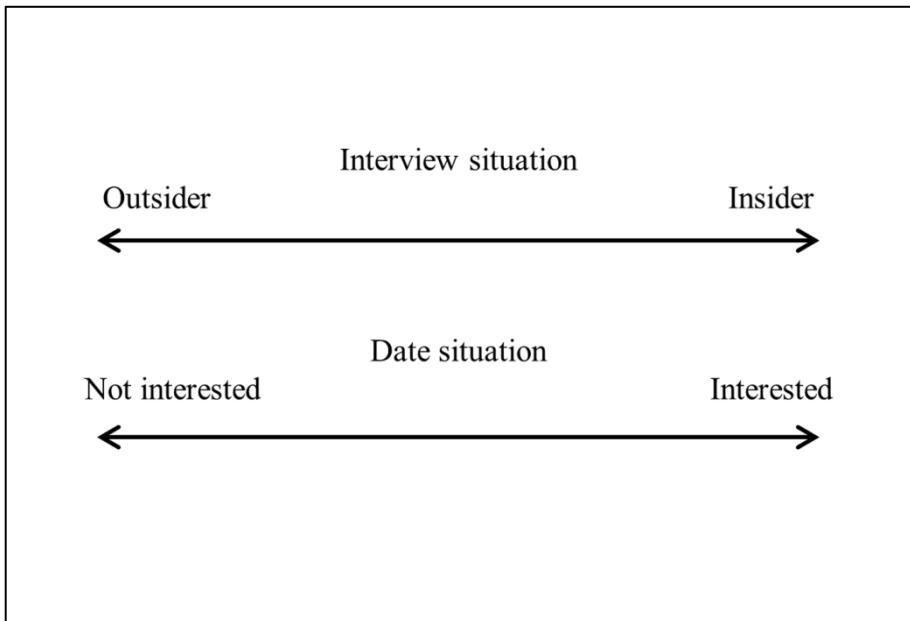 Interview situation
Outsider Insider
Date situation
Not interested Interested